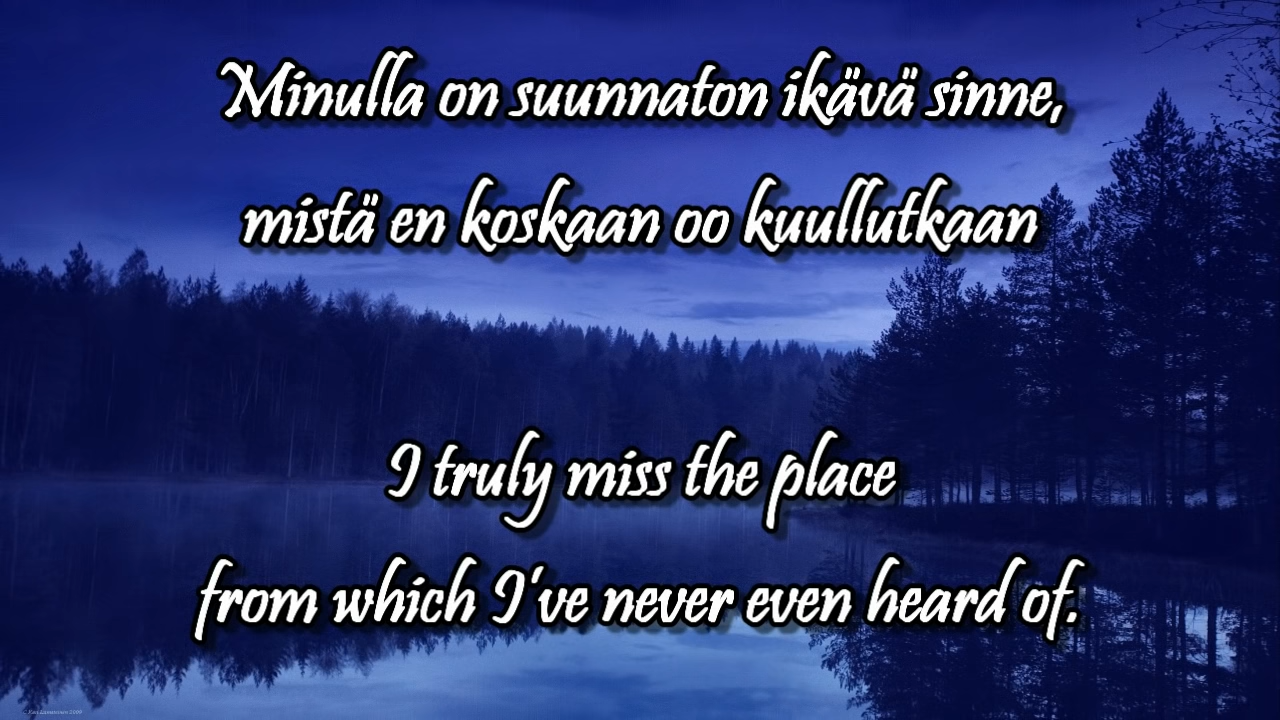 Minulla on suunnaton ikävä sinne,
mistä en koskaan oo kuullutkaan
I truly miss the place
from which I've never even heard of.